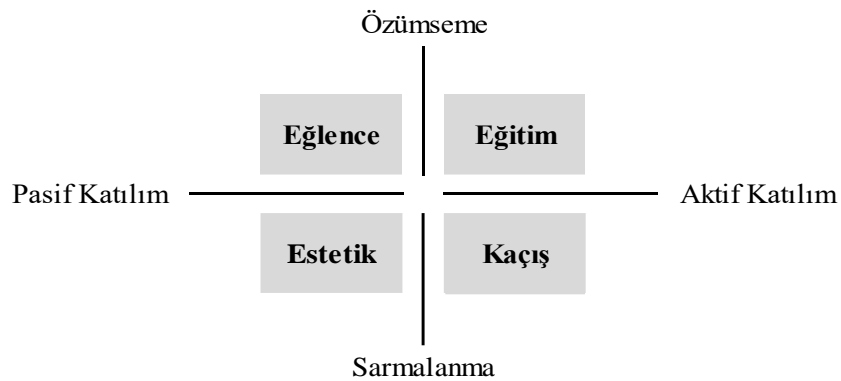 Özümseme
Eğlence Eğitim
Pasif Katılım Aktif Katılım
Estetik Kaçış
Sarmalanma